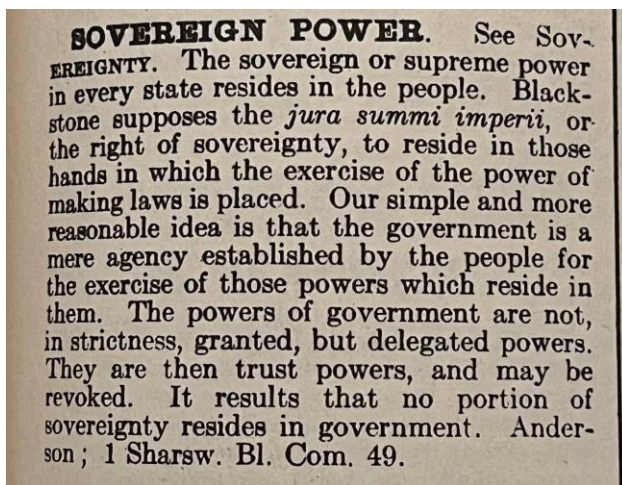 SOVEREIGN POWER. See Sov-
EREIGNTY. The sovereign or supreme power
in every state resides in the people. Black-
stone supposes the jura summi imperii, or
the right of sovereignty, to reside in those
hands in which the exercise of the power of
making laws is placed. Our simple and more
reasonable idea is that the government is a
mere agency established by the people for
the exercise of those powers which reside in
them. The powers of government are not,
in strictness, granted, but delegated powers.
They are then trust powers, and may be
revoked. It results that no portion of
sovereignty resides in government. Ander-
son; 1 Sharsw. Bl. Com. 49.